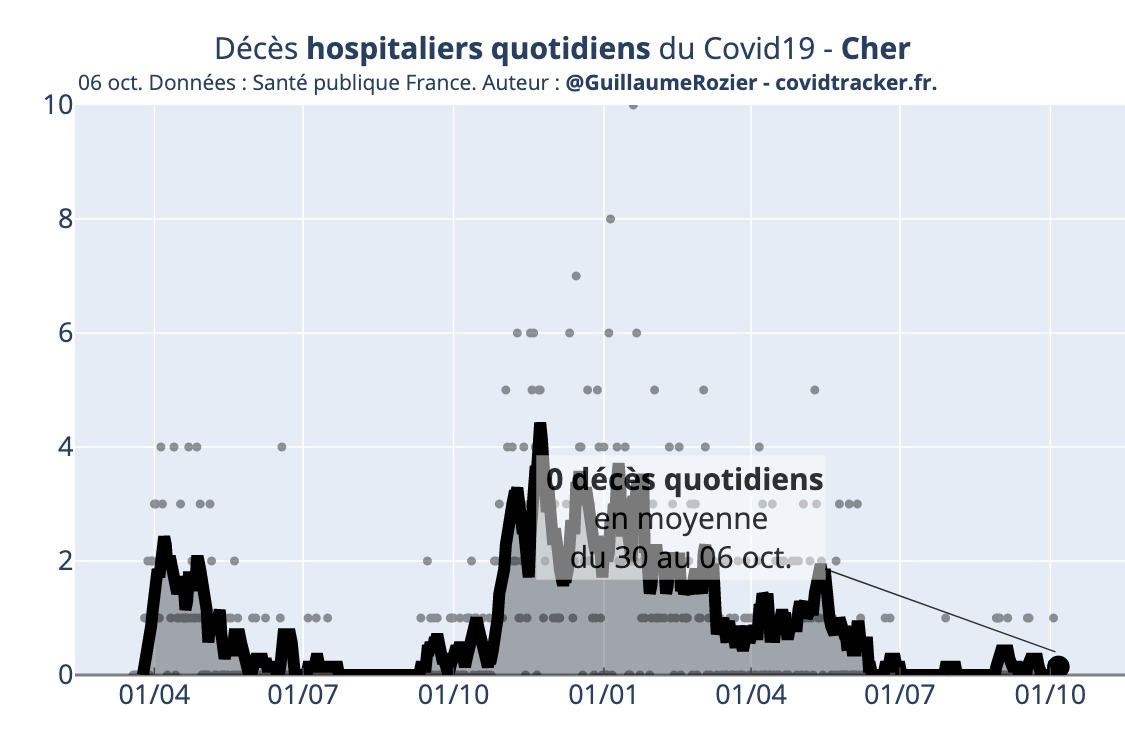 Décès hospitaliers quotidiens du Covid19 - Cher
06 oct. Données : Santé publique France. Auteur : @GuillaumeRozier - covidtracker.fr.
10
8
6
4
2
0
0 décès quotidiens
en moyenne
du 30 au 06 oct.
01/04 01/07 01/10 01/01 01/04 01/07 01/10